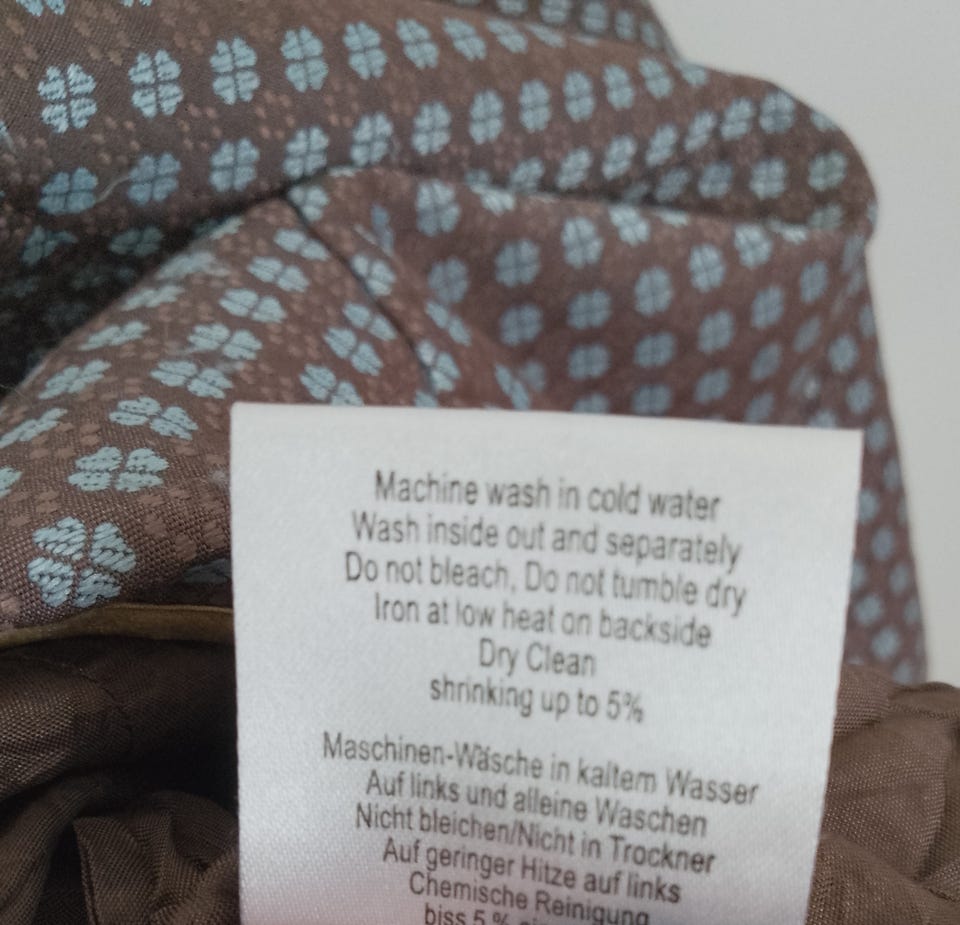 Machine wash in cold water
Wash inside out and separately
Do not bleach, Do not tumble dry
Iron at low heat on backside
Dry Clean
shrinking up to 5%
Maschinen-Wäsche in kaltem Wasser
Auf links und alleine Waschen
Nicht bleichen/Nicht in Trockner
Auf geringer Hitze auf links
Chemische Reinigung
biss 5 %